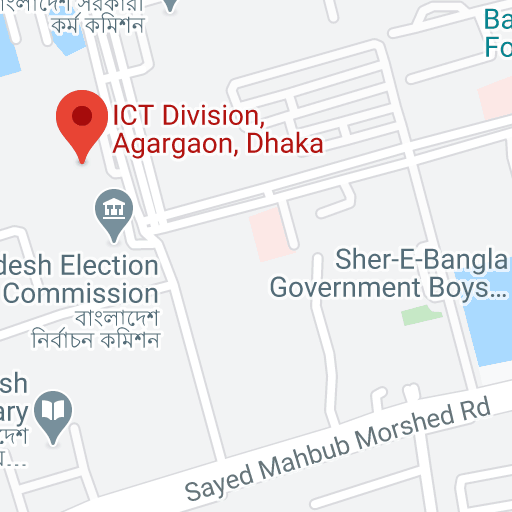 বাংলাদেশ সরকারী
কর্ম কমিশন
Ba
Fo
ICT Division,
Agargaon, Dhaka
desh Election
Commission
বাংলাদেশ
নির্বাচন কমিশন
Sher-E-Bangla
Government Boys...
esh
ary
দেশ
Sayed Mahbub Morshed Rd